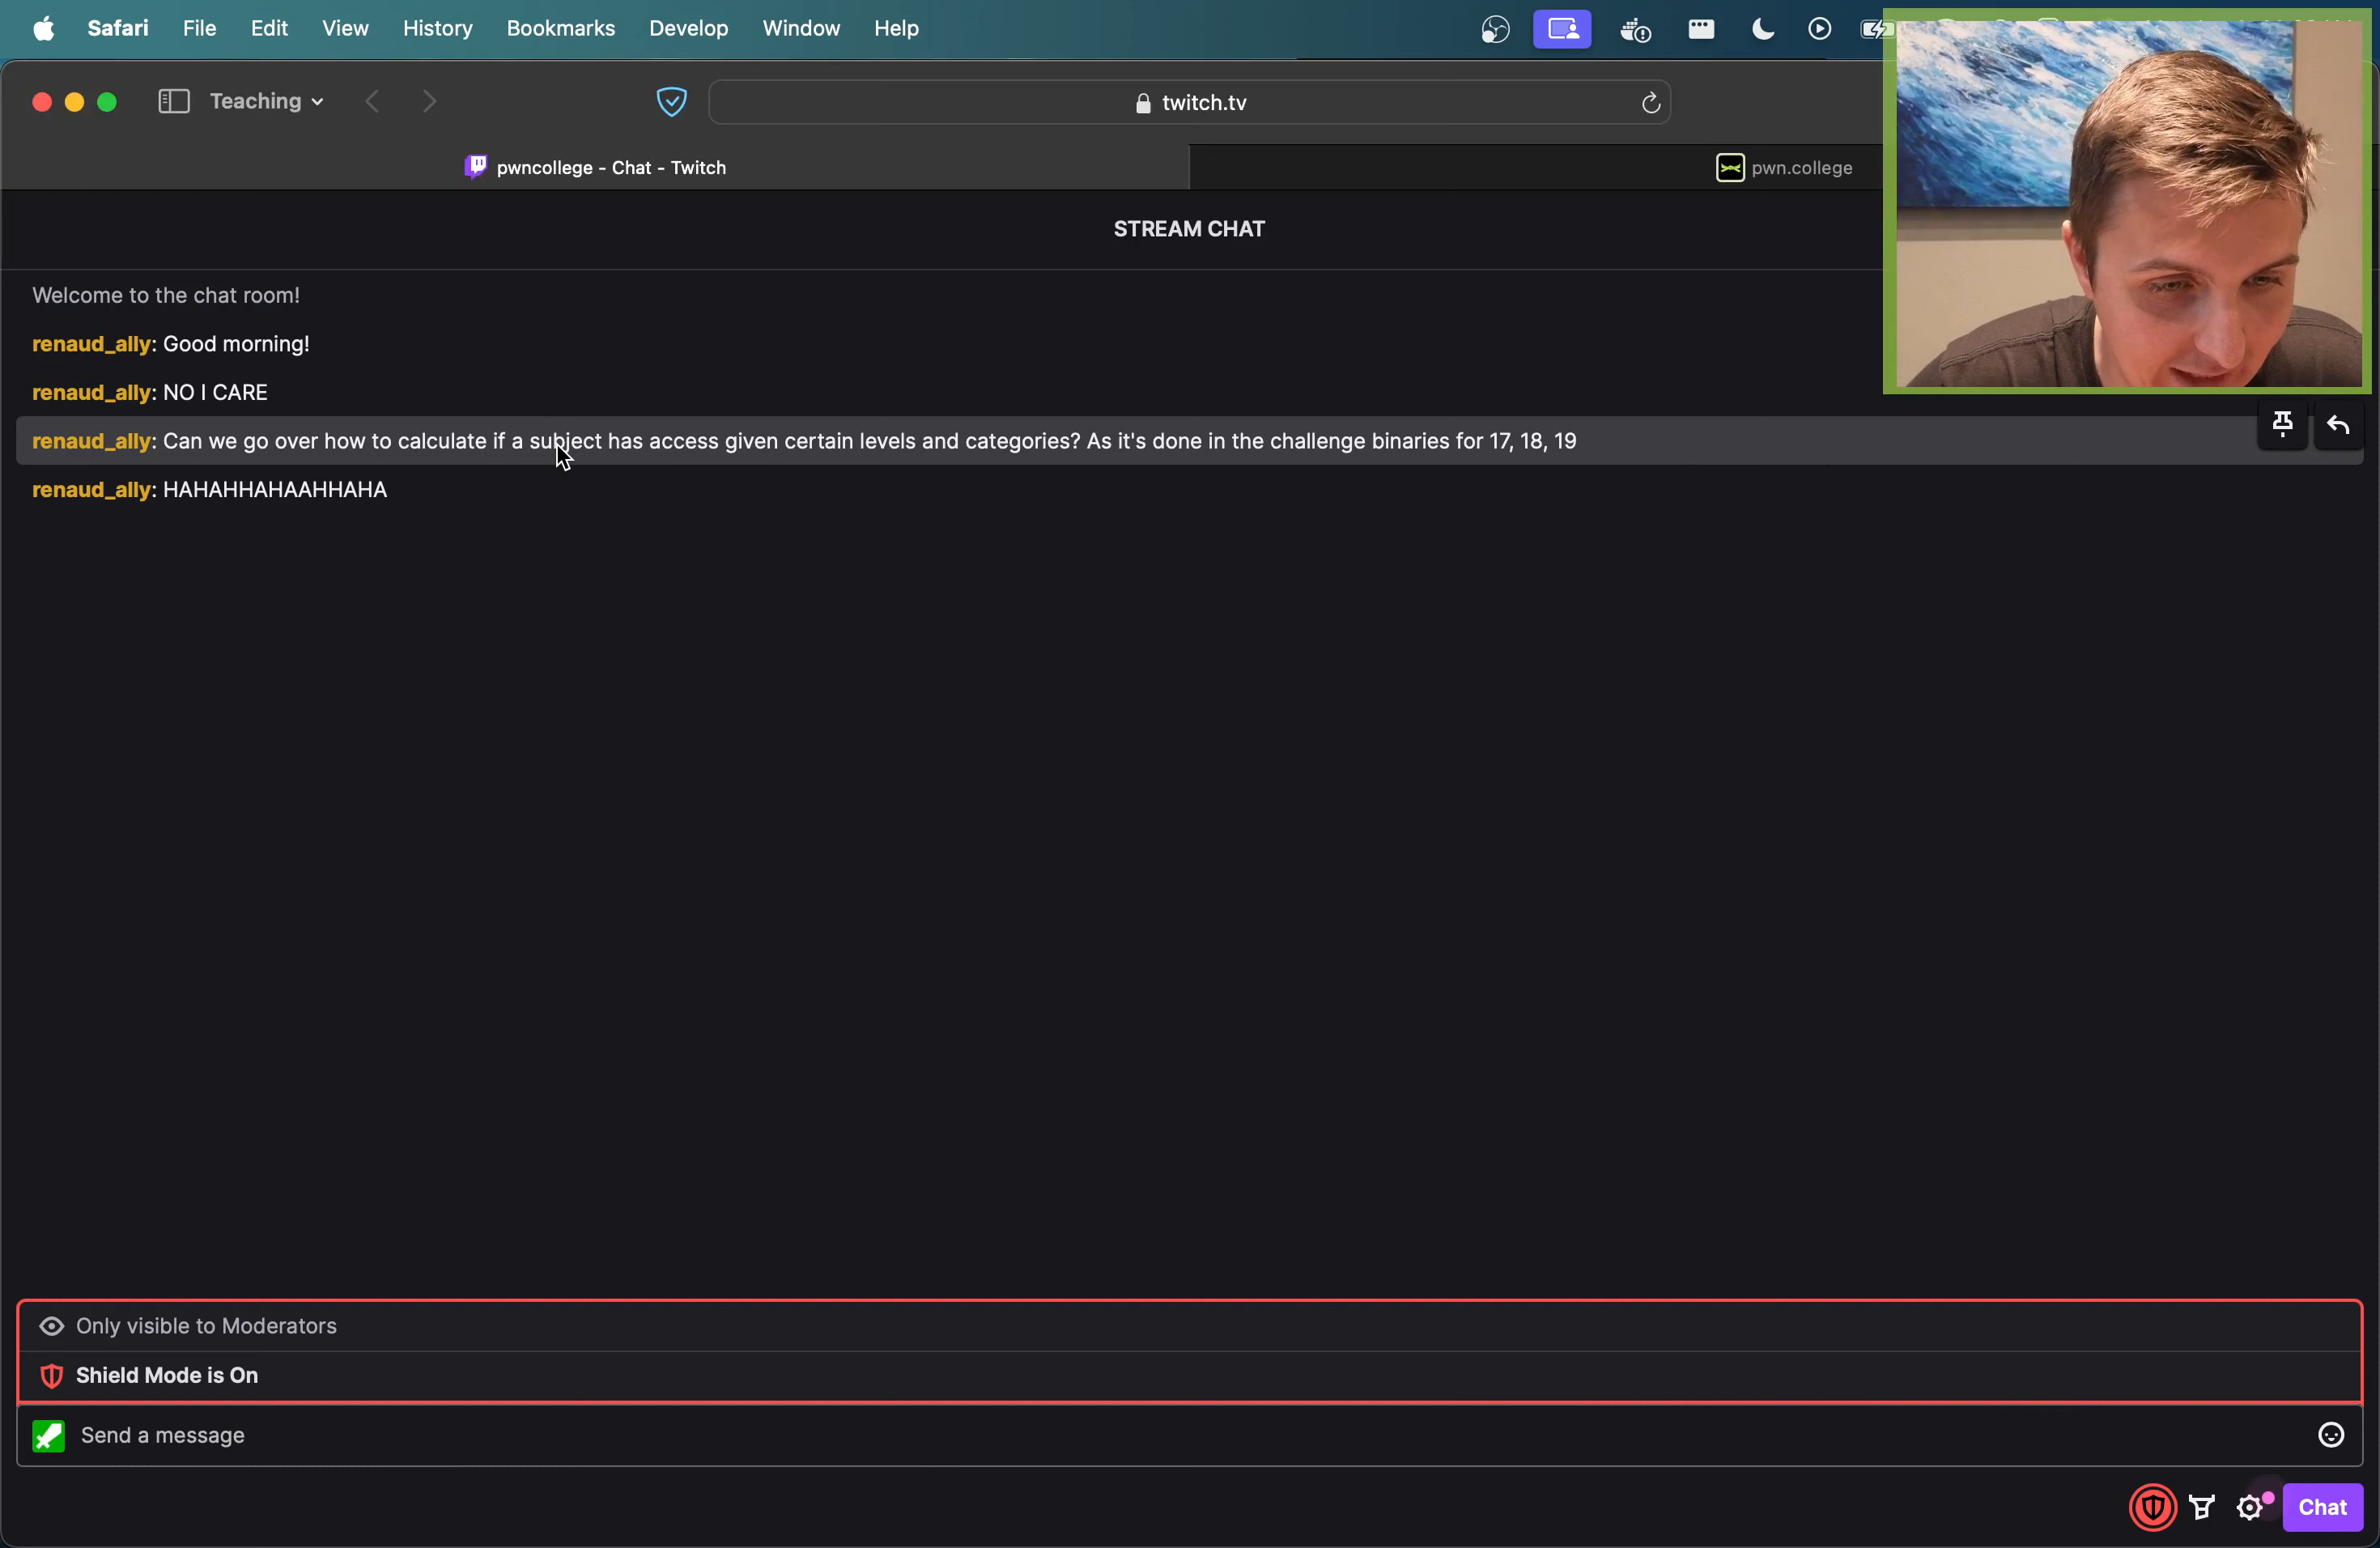 Safari File Edit View History Bookmarks Develop Window Help
Teaching
twitch.tv
pwncollege - Chat - Twitch
pwn.college
STREAM CHAT
Welcome to the chat room!
renaud_ally: Good morning!
renaud_ally: NO I CARE
renaud_ally: Can we go over how to calculate if a subject has access given certain levels and categories? As it's done in the challenge binaries for 17, 18, 19
renaud_ally: HAHAHHAHAAHHAHA
Only visible to Moderators
Shield Mode is On
Send a message
Chat